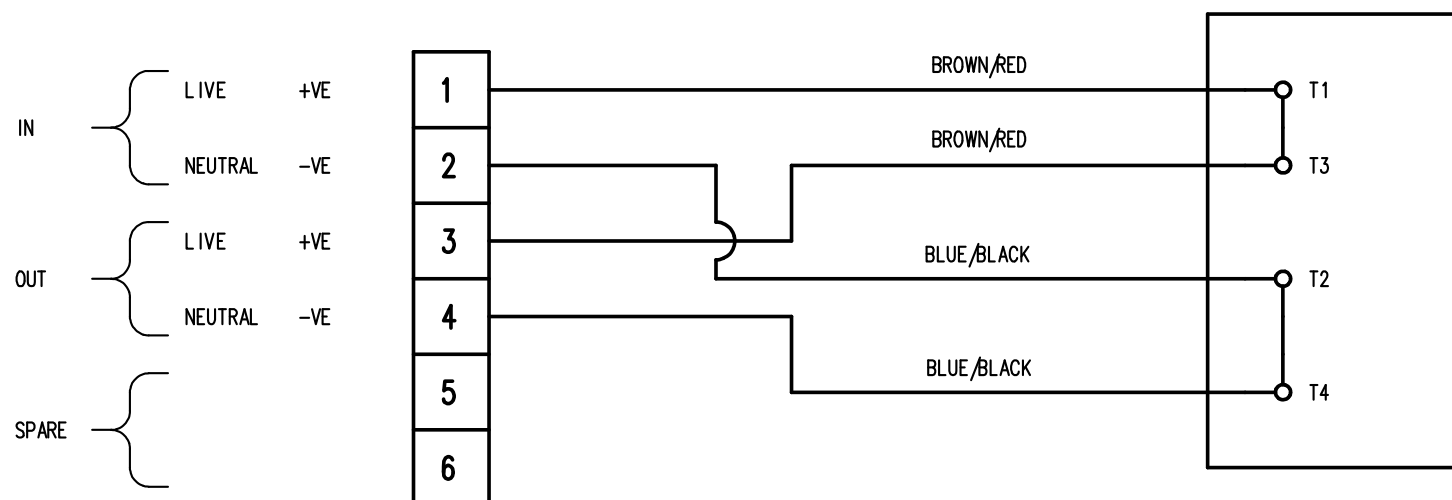 BROWN/RED
LIVE +VE 1 T1
IN
BROWN/RED
NEUTRAL -VE 2 T3
LIVE +VE 3
BLUE/BLACK
OUT T2
NEUTRAL -VE 4
BLUE/BLACK
5 T4
SPARE
6